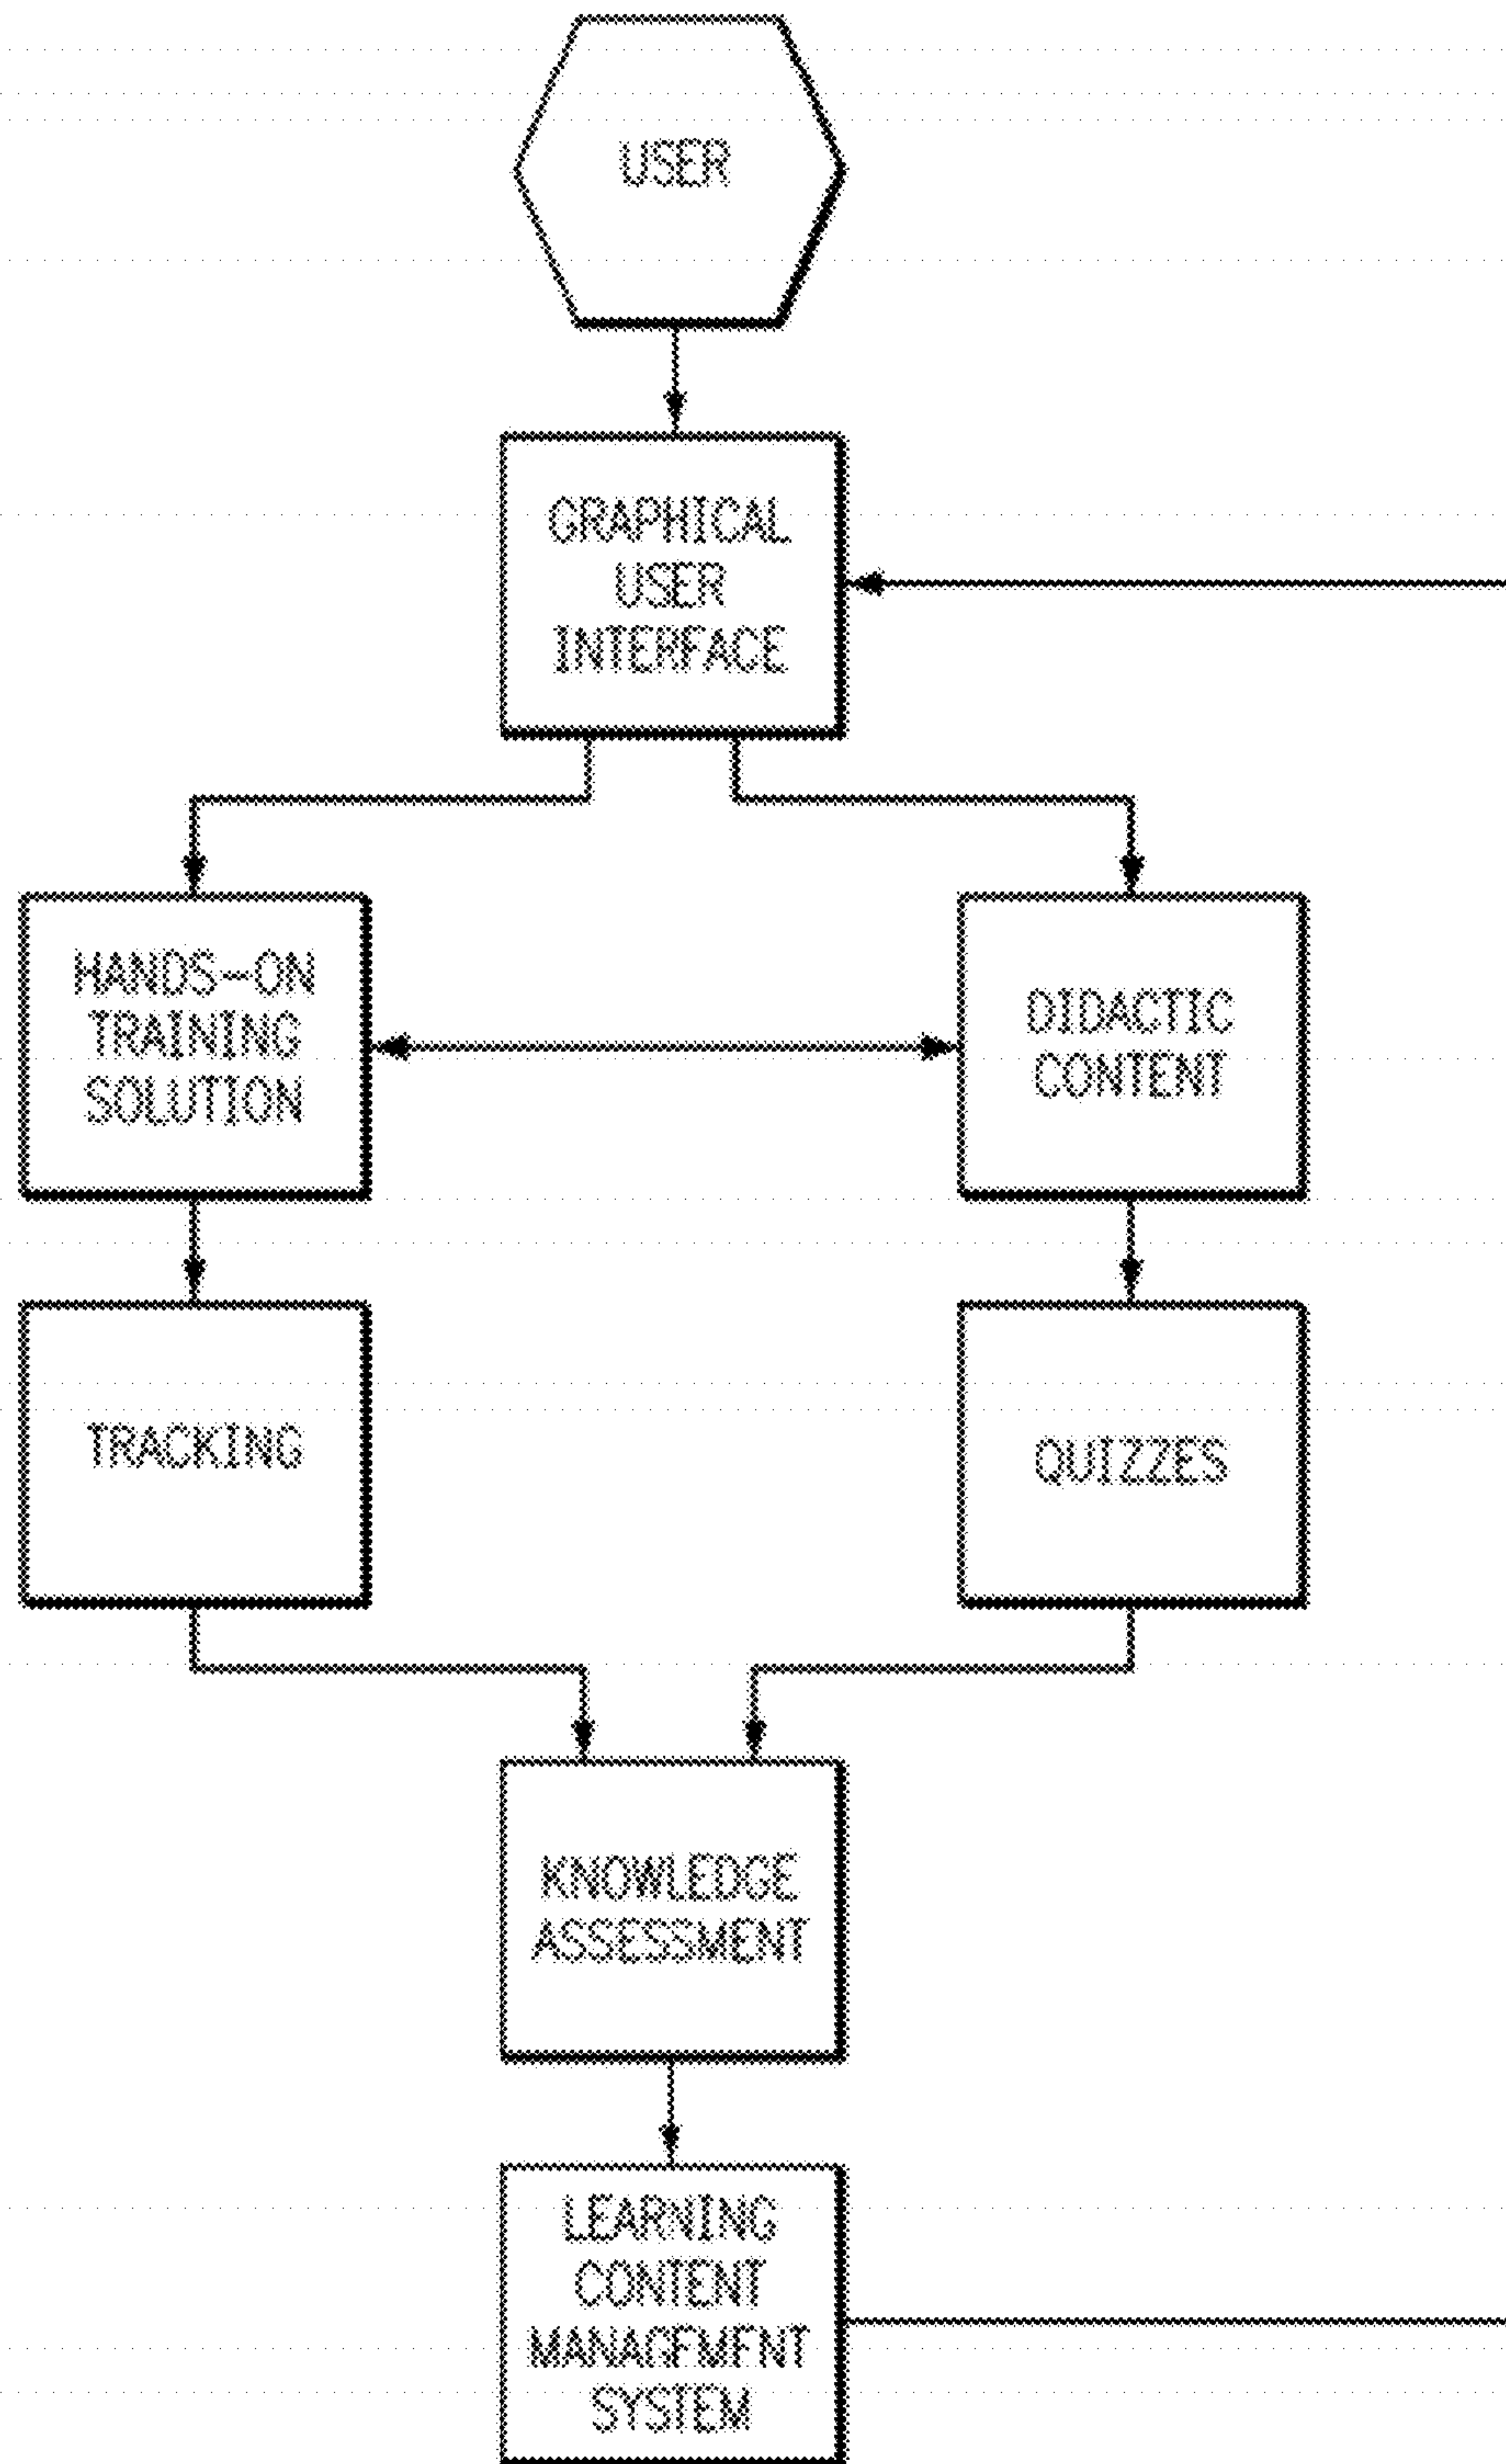 USER
GRAPHICAL
USER
INTERFACE
HANDS-ON
TRAINING
SOLUTION
DIDACTIC
CONTENT
TRACKING
QUIZZES
KNOWLEDGE
ASSESSMENT
LEARNING
CONTENT
MANAGEMENT
SYSTEM